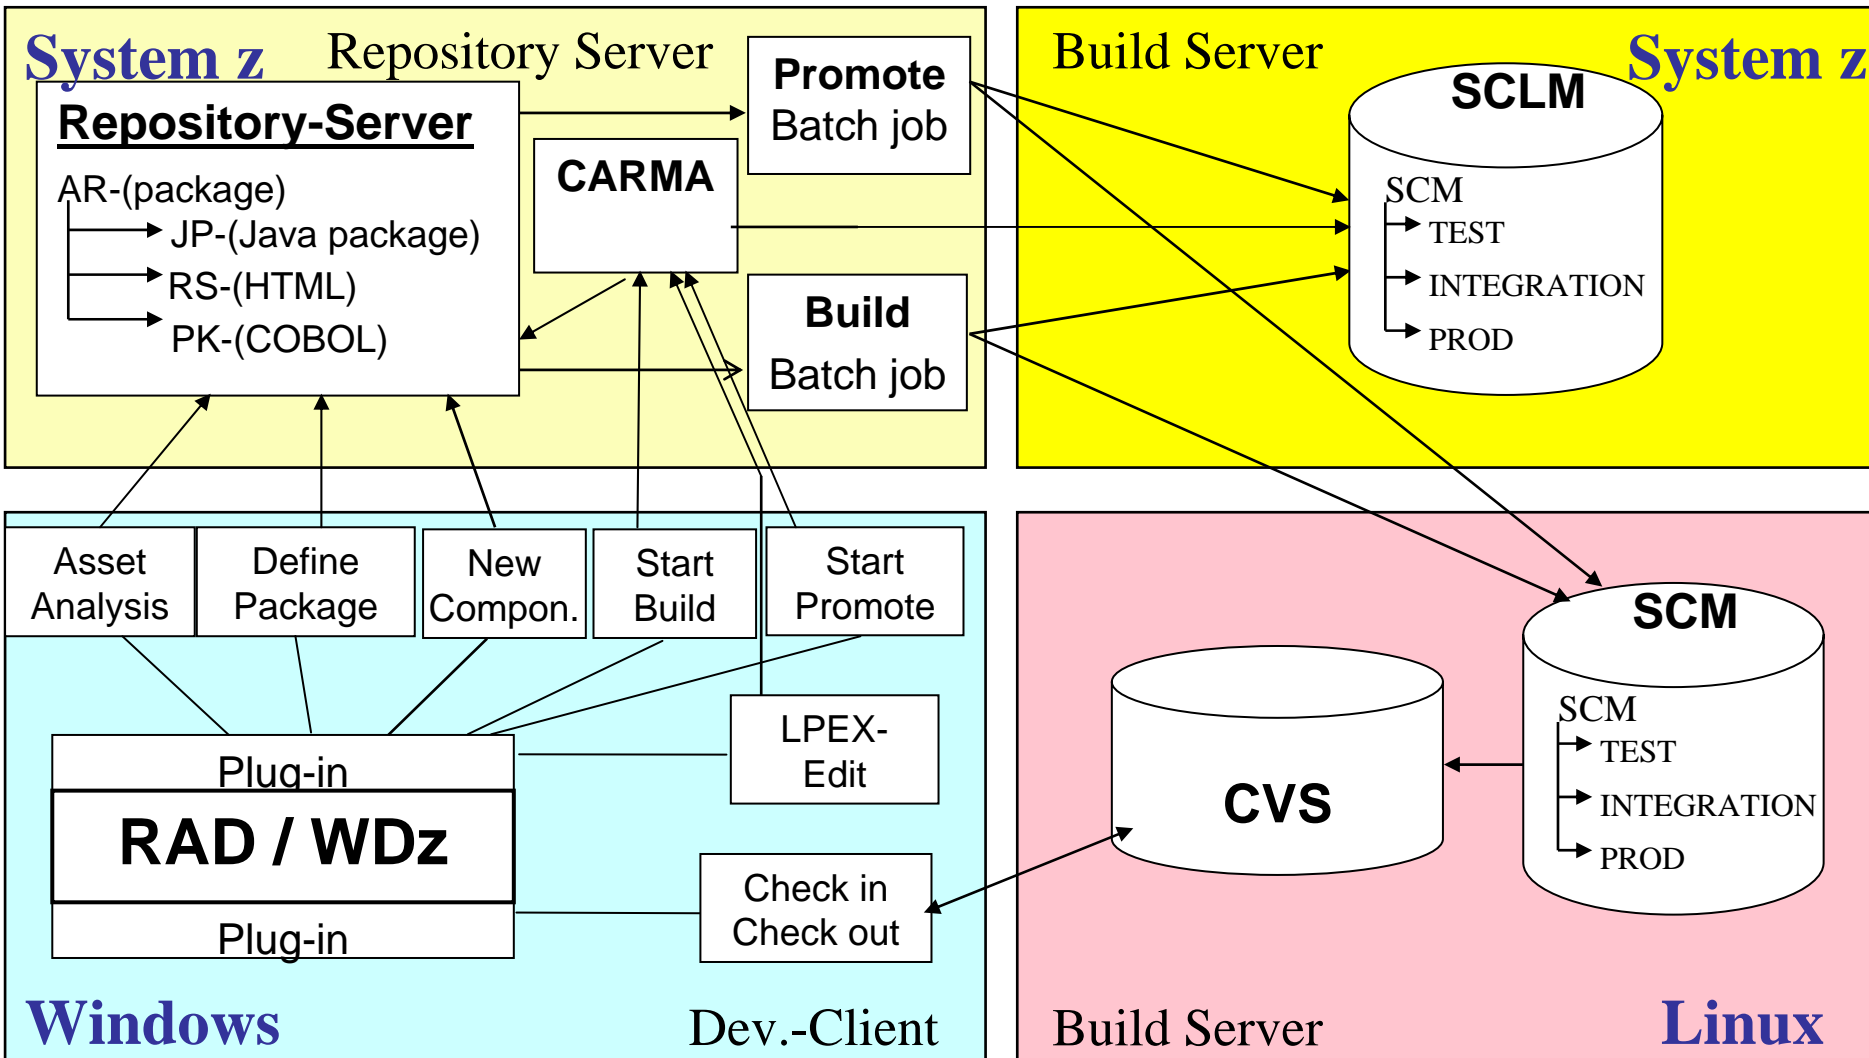 System z
Repository Server
Repository-Server
AR-(package)
JP-(Java package)
RS-(HTML)
PK-(COBOL)
CARMA
Promote
Batch job
Build
Batch job
Build Server
System z
SCLM
SCM
TEST
INTEGRATION
PROD
Asset
Analysis
Define
Package
New
Compon.
Start
Build
Start
Promote
LPEX-
Edit
Plug-in
RAD / WDz
Plug-in
Check in
Check out
Windows
Dev.-Client
SCM
SCM
TEST
INTEGRATION
PROD
CVS
Build Server
Linux